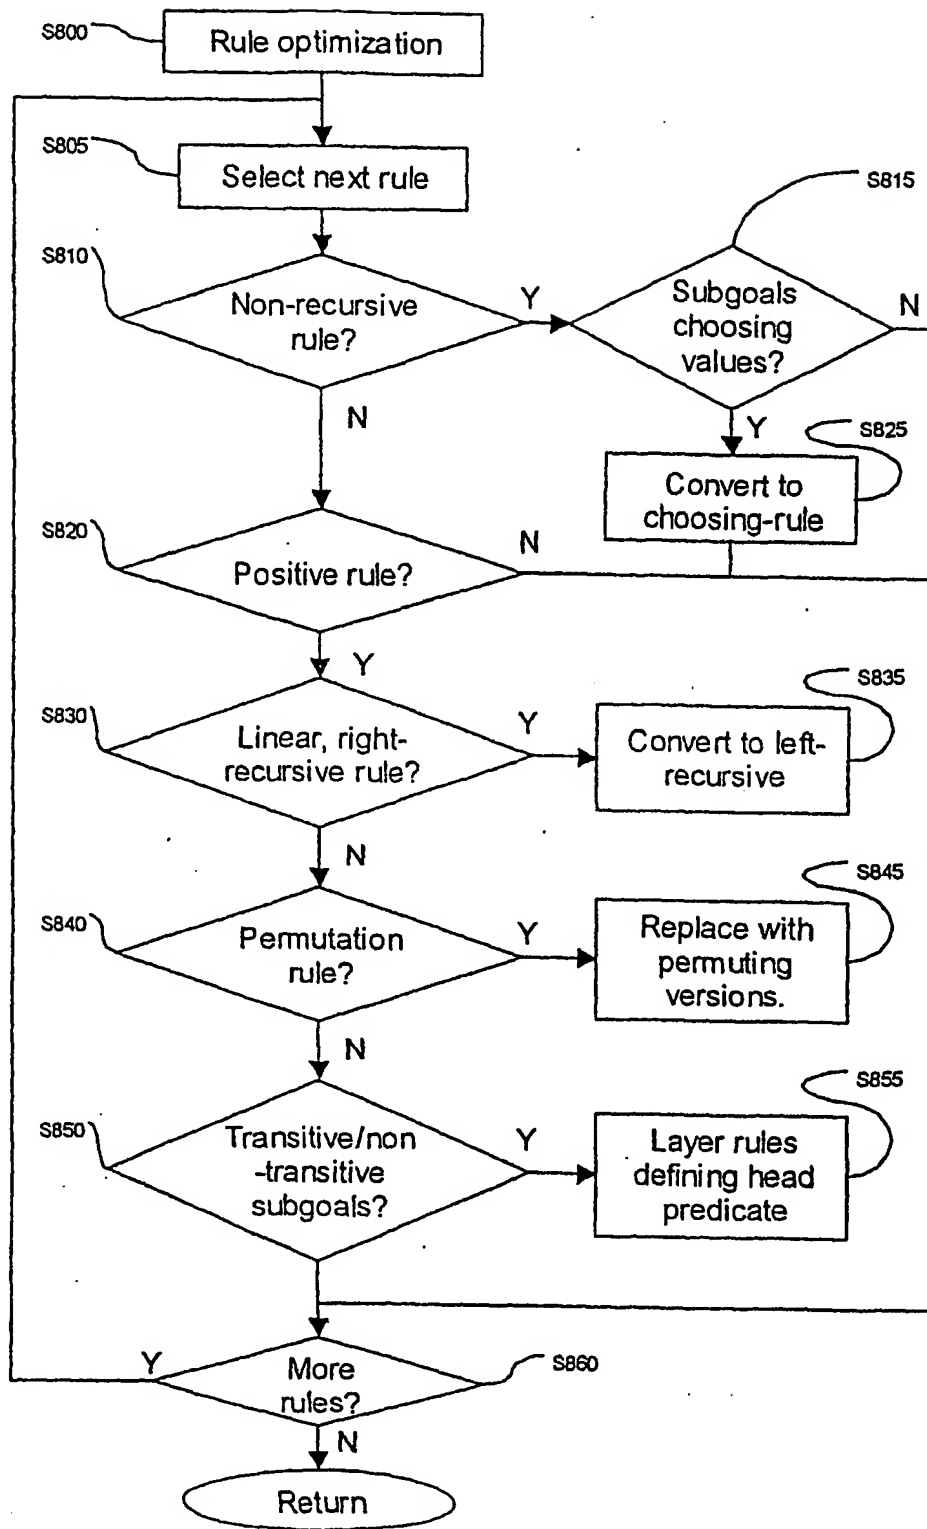 S800
Rule optimization
S805
Select next rule
S815
S810
Non-recursive
rule?
Y
Subgoals
choosing
values?
N
N
Y
S825
Convert to
choosing-rule
S820
Positive rule?
N
Y
S835
S830
Linear, right-
recursive rule?
Y
Convert to left-
recursive
N
S845
S840
Permutation
rule?
Y
Replace with
permuting
versions.
N
S855
S850
Transitive/non
-transitive
subgoals?
Y
Layer rules
defining head
predicate
Y
More
rules?
S860
N
Return